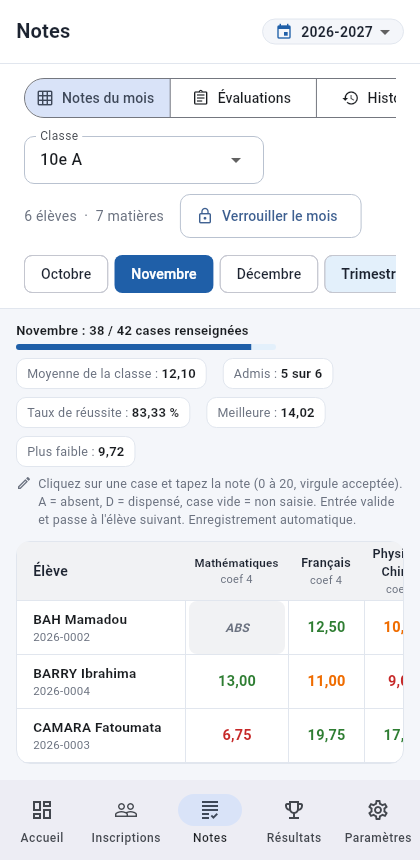 Notes
2026-2027
Notes du mois
Évaluations
Classe
10e A
6 élèves · 7 matières
Verrouiller le mois
Octobre
Novembre
Décembre
Novembre : 38 / 42 cases renseignées
Moyenne de la classe : 12,10
Admis : 5 sur 6
Taux de réussite : 83,33 %
Meilleure : 14,02
Plus faible : 9,72
Cliquez sur une case et tapez la note (0 à 20, virgule acceptée).
A = absent, D = dispensé, case vide = non saisie. Entrée valide
et passe à l'élève suivant. Enregistrement automatique.
Élève
Mathématiques
coef 4
Français
coef 4
BAH Mamadou
2026-0002
ABS
12,50
BARRY Ibrahima
2026-0004
13,00
11,00
CAMARA Fatoumata
2026-0003
6,75
19,75
Accueil
Inscriptions
Notes
Résultats
Paramètres